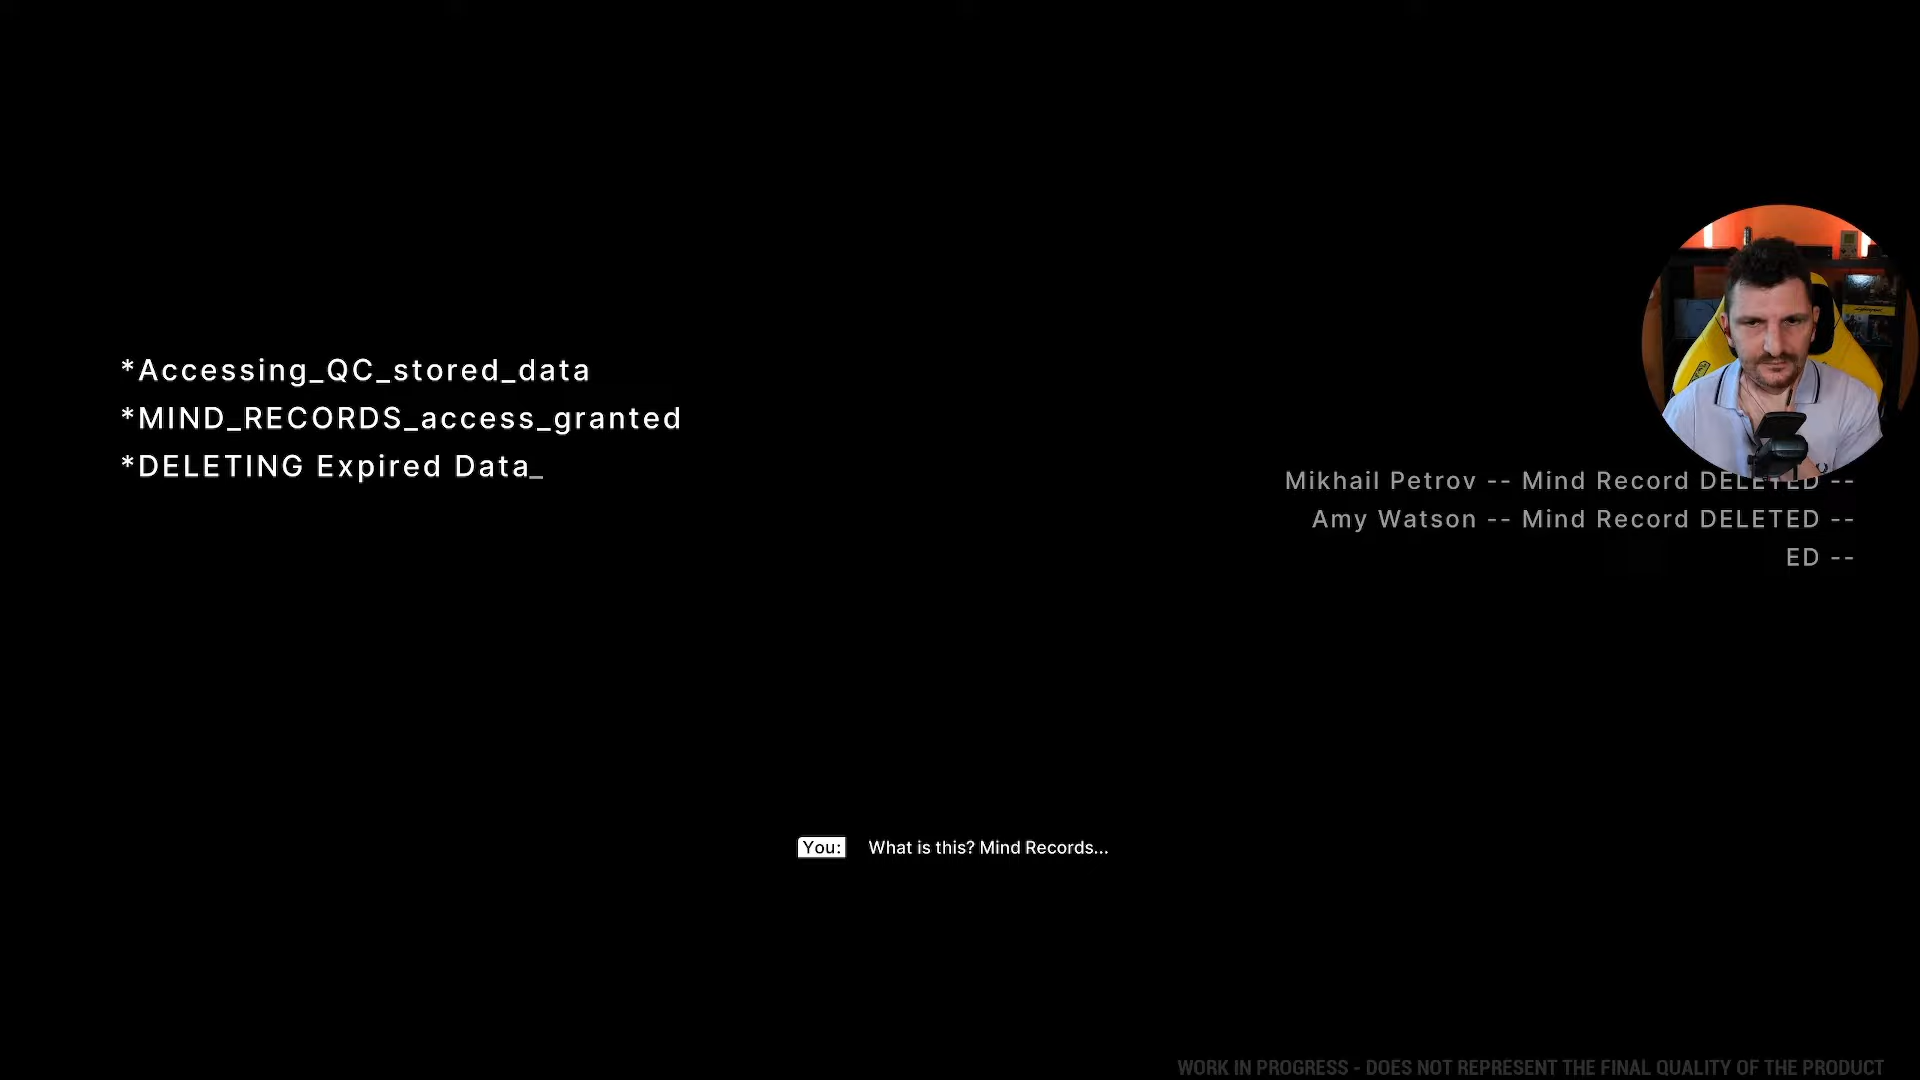 *Accessing_QC_stored_data
*MIND_RECORDS_access_granted
*DELETING Expired Data_
Mikhail Petrov -- Mind Record DELETED --
Amy Watson -- Mind Record DELETED --
ED --
You: What is this? Mind Records...
WORK IN PROGRESS - DOES NOT REPRESENT THE FINAL QUALITY OF THE PRODUCT